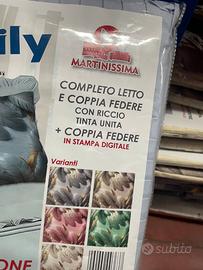 ily
MARTINISSIMA
COMPLETO LETTO
E COPPIA FEDERE
CON RICCIO
TINTA UNITA
+ COPPIA FEDERE
IN STAMPA DIGITALE
Varianti
ONE
subito